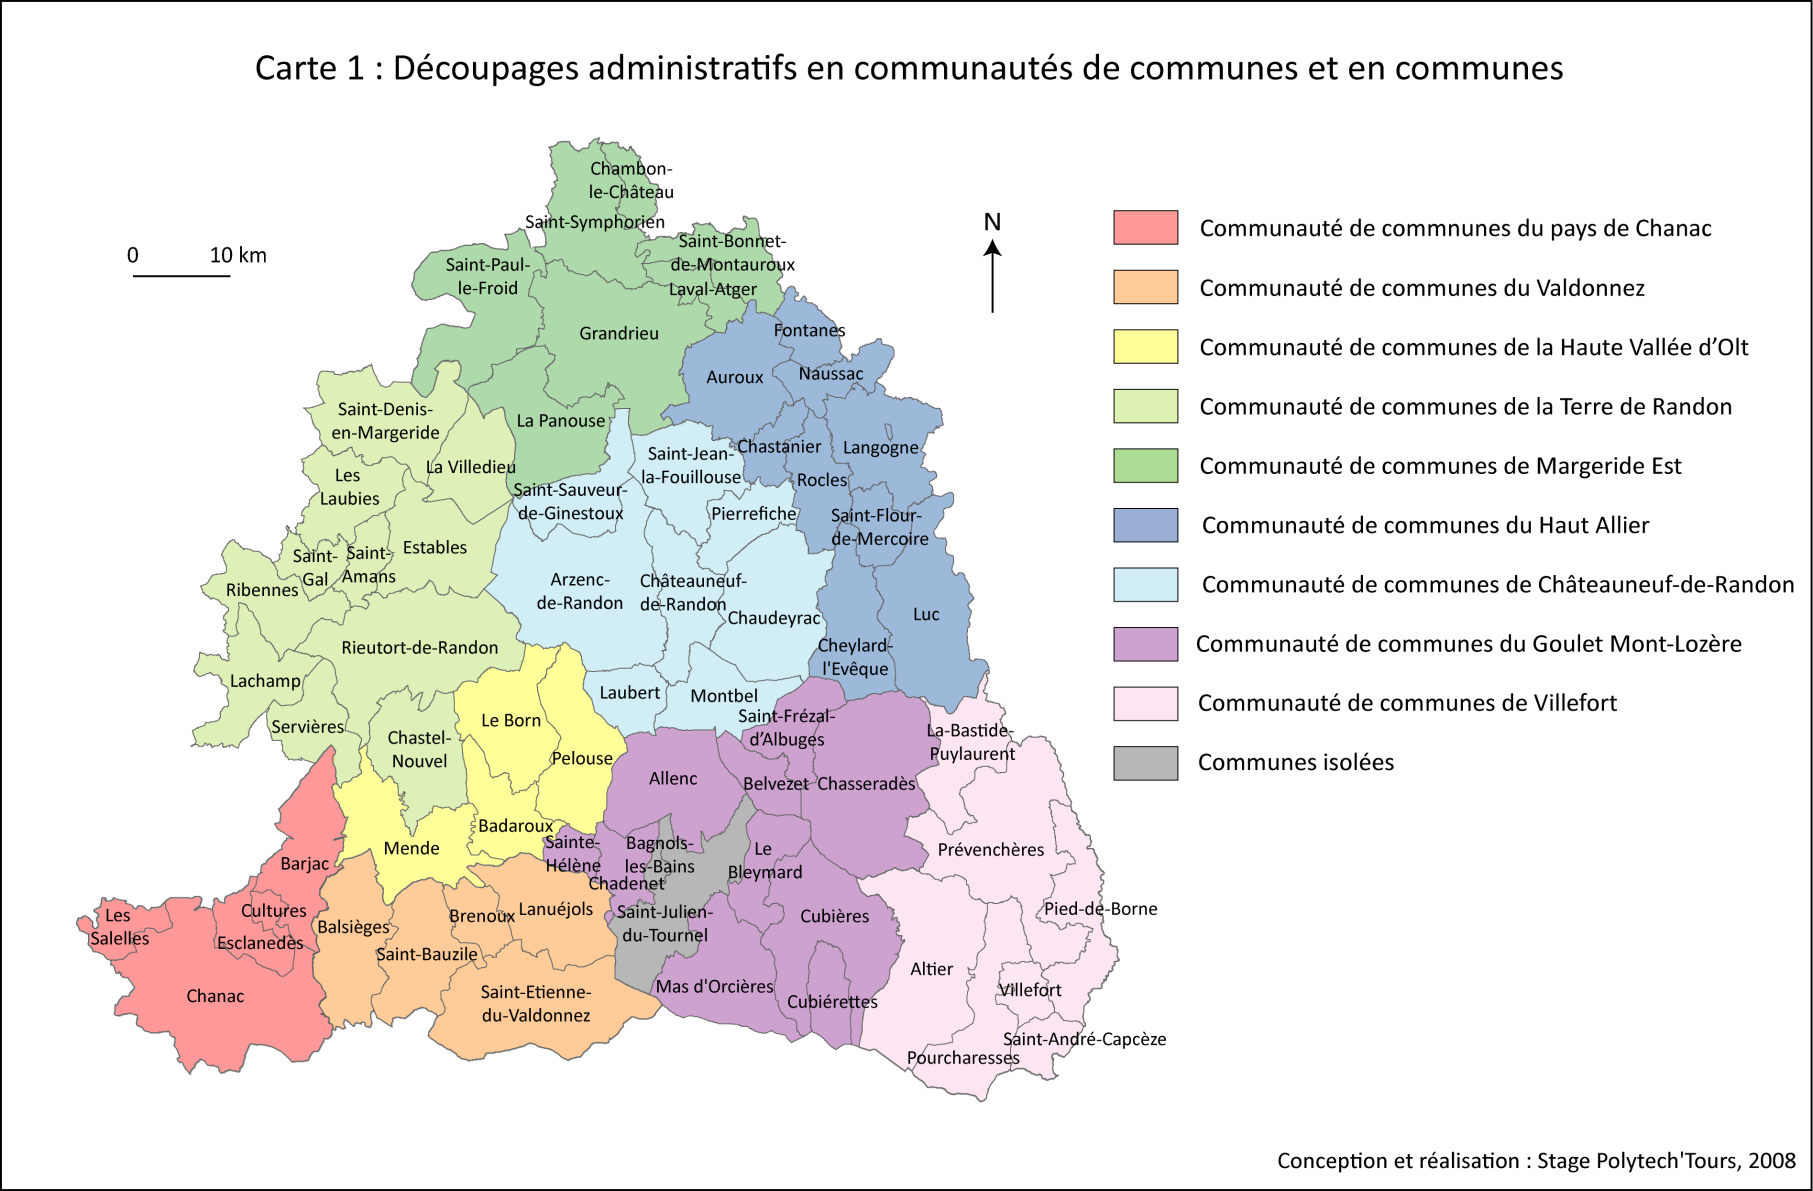 Carte 1 : Découpages administratifs en communautés de communes et en communes
Chambon-
le-Château
Saint-Symphorien
Saint-Bonnet-
de-Montauroux
Saint-Paul-
le-Froid
Laval-Atger
Grandrieu
La Panouse
0 10 km
N
Fontanes
Auroux
Naussac
Chastanier
Langogne
Rocles
Saint-Flour-
de-Mercoire
Luc
Cheylard-
l'Evêque
Saint-Denis-
en-Margeride
La Villedieu
Les
Laubies
Saint-
Gal
Saint-
Amans
Estables
Ribennes
Rieutort-de-Randon
Lachamp
Servières
Chastel-
Nouvel
Saint-Jean-
la-Fouillouse
Saint-Sauveur-
de-Ginestoux
Pierrefiche
Arzenc-
de-Randon
Châteauneuf-
de-Randon
Chaudeyrac
Laubert
Montbel
Le Born
Pelouse
Badaroux
Mende
Saint-Frézal-
d’Albuges
Allenc
Belvezet
Chasseradès
Sainte-
Hélène
Bagnols-
les-Bains
Chadenet
Le
Bleymard
Saint-Julien-
du-Tournel
Cubières
Mas d'Orcières
Cubiérettes
La-Bastide-
Puylaurent
Prévenchères
Pied-de-Borne
Altier
Villefort
Saint-André-Capcèze
Pourcharesses
Barjac
Cultures
Les
Salelles
Esclanedès
Chanac
Balsièges
Brenoux
Lanuéjols
Saint-Bauzile
Saint-Etienne-
du-Valdonnez
Communauté de commnunes du pays de Chanac
Communauté de communes du Valdonnez
Communauté de communes de la Haute Vallée d’Olt
Communauté de communes de la Terre de Randon
Communauté de communes de Margeride Est
Communauté de communes du Haut Allier
Communauté de communes de Châteauneuf-de-Randon
Communauté de communes du Goulet Mont-Lozère
Communauté de communes de Villefort
Communes isolées
Conception et réalisation : Stage Polytech'Tours, 2008